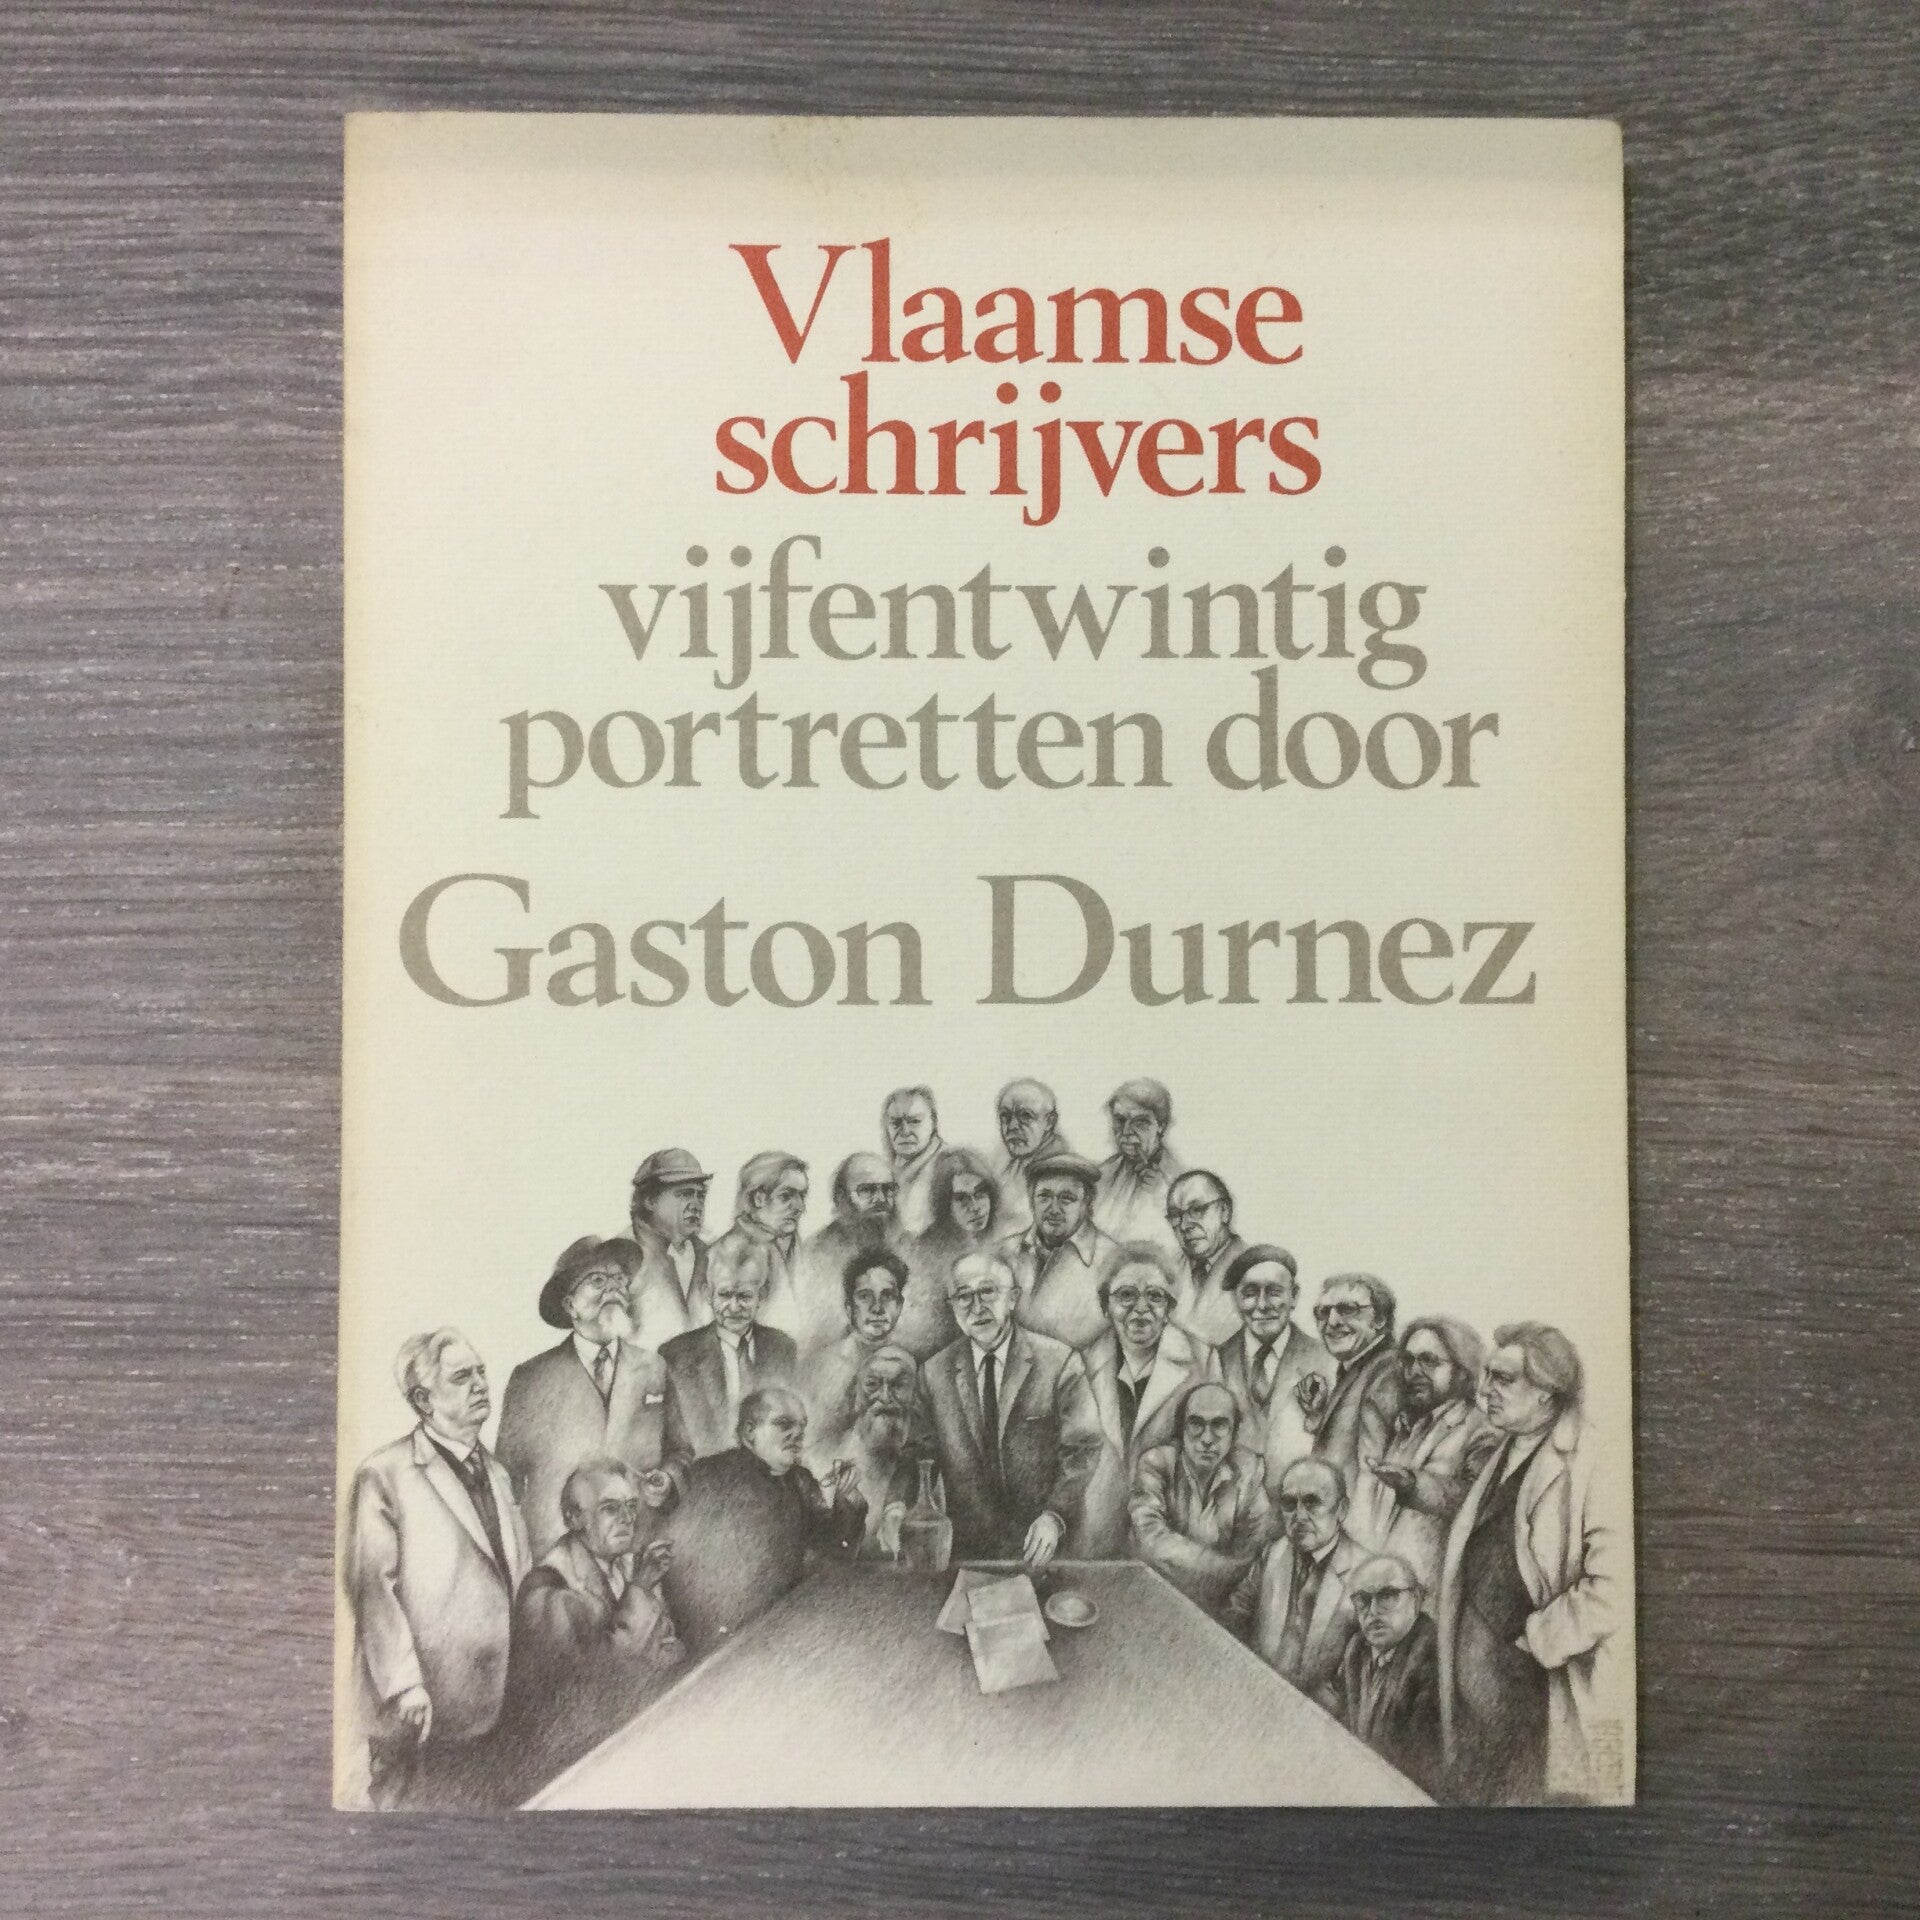 Vlaamse
schrijvers
vijfentwintig
portretten door
Gaston Durnez